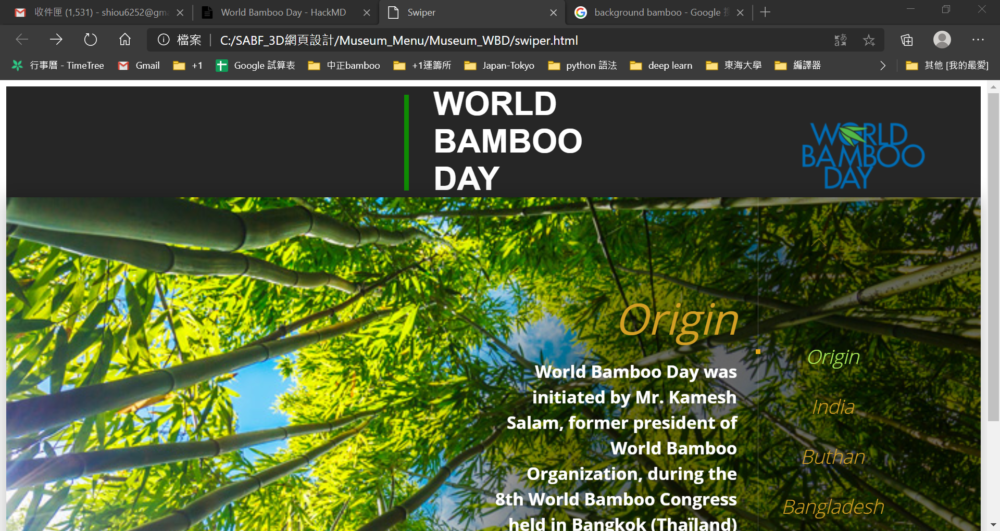 收件匣 (1,531) - shiou6252@gma
World Bamboo Day - HackMD
Swiper
background bamboo - Google 搜
檔案
C:/SABF_3D網頁設計/Museum_Menu/Museum_WBD/swiper.html
行事曆 - TimeTree
Gmail
+1
Google 試算表
中正bamboo
+1運籌所
Japan-Tokyo
python 語法
deep learn
東海大學
編譯器
其他 [我的最愛]
WORLD
BAMBOO
DAY
WORLD
BAMBOO
DAY
Origin
World Bamboo Day was
initiated by Mr. Kamesh
Salam, former president of
World Bamboo
Organization, during the
8th World Bamboo Congress
held in Bangkok (Thaïland)
Origin
India
Buthan
Bangladesh